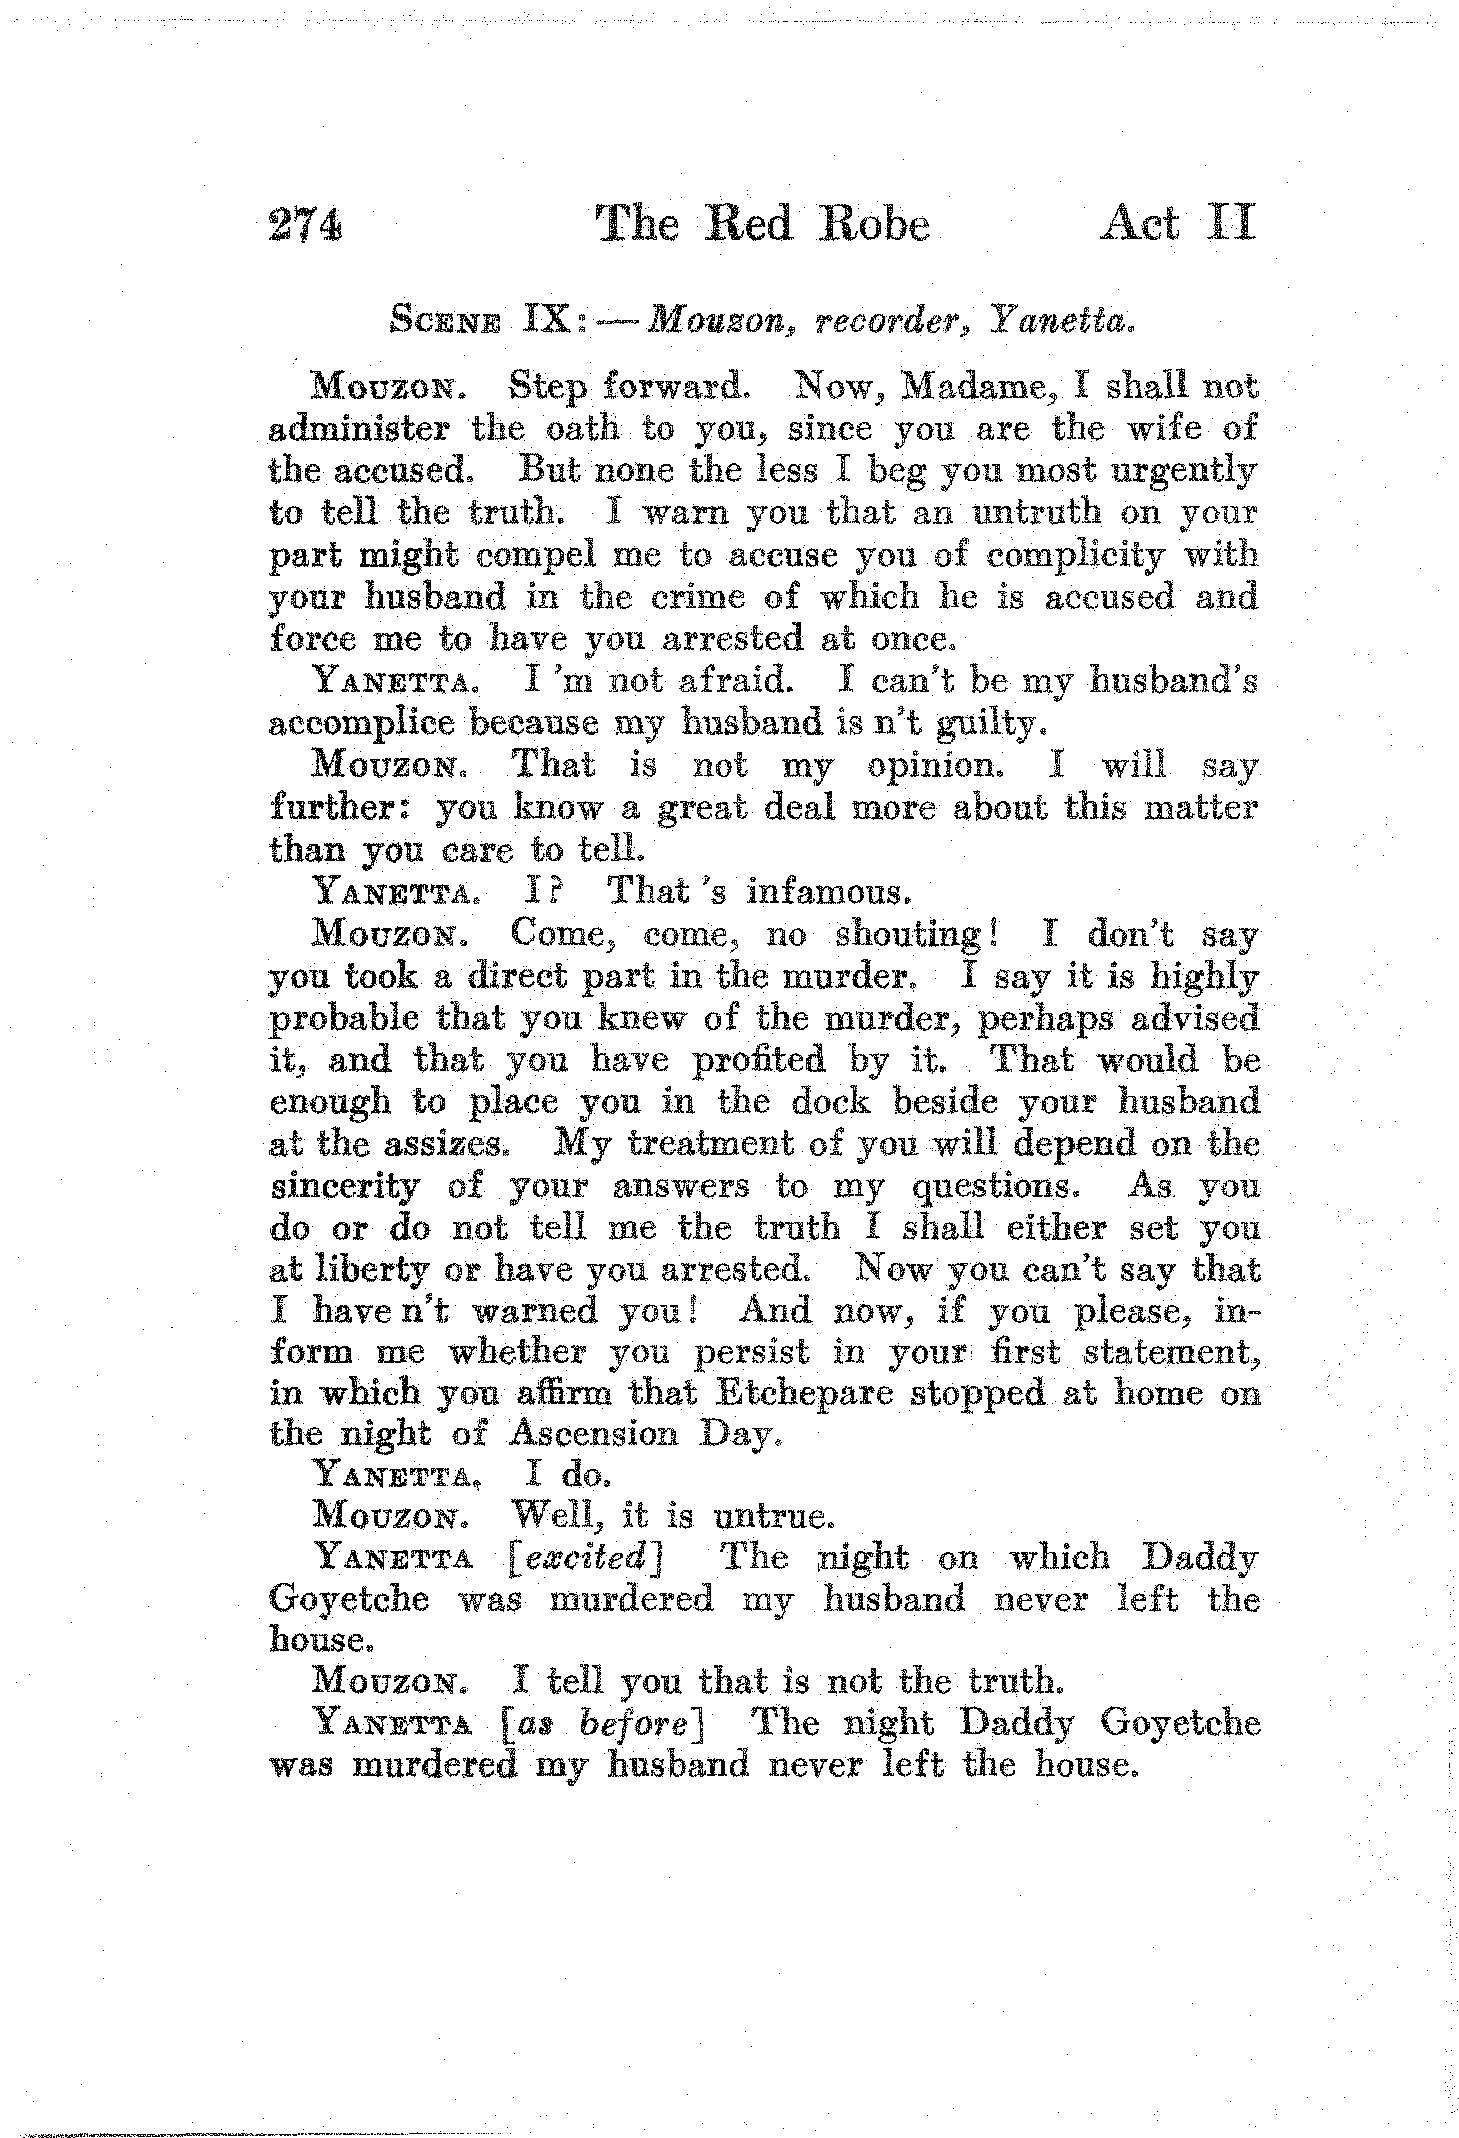 274 The Red Robe Act II
SCENE IX:—Mouzon, recorder, Yanetta.
MOUZON. Step forward. Now, Madame, I shall not
administer the oath to you, since you are the wife of
the accused. But none the less I beg you most urgently
to tell the truth. I warn you that an untruth on your
part might compel me to accuse you of complicity with
your husband in the crime of which he is accused and
force me to have you arrested at once.
YANETTA. I 'm not afraid. I can't be my husband's
accomplice because my husband is n't guilty.
MOUZON. That is not my opinion. I will say
further: you know a great deal more about this matter
than you care to tell.
YANETTA. I? That 's infamous.
MOUZON. Come, come, no shouting! I don't say
you took a direct part in the murder. I say it is highly
probable that you knew of the murder, perhaps advised
it, and that you have profited by it. That would be
enough to place you in the dock beside your husband
at the assizes. My treatment of you will depend on the
sincerity of your answers to my questions. As you
do or do not tell me the truth I shall either set you
at liberty or have you arrested. Now you can't say that
I have n't warned you! And now, if you please, in-
form me whether you persist in your first statement,
in which you affirm that Etchepare stopped at home on
the night of Ascension Day.
YANETTA. I do.
MOUZON. Well, it is untrue.
YANETTA [excited] The night on which Daddy
Goyetche was murdered my husband never left the
house.
MOUZON. I tell you that is not the truth.
YANETTA [as before] The night Daddy Goyetche
was murdered my husband never left the house.